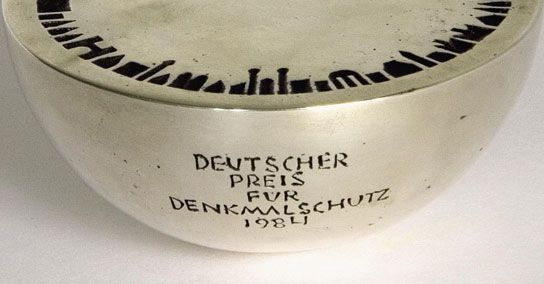 DEUTSCHER
PREIS
FÜR
DENKMALSCHUTZ
1984